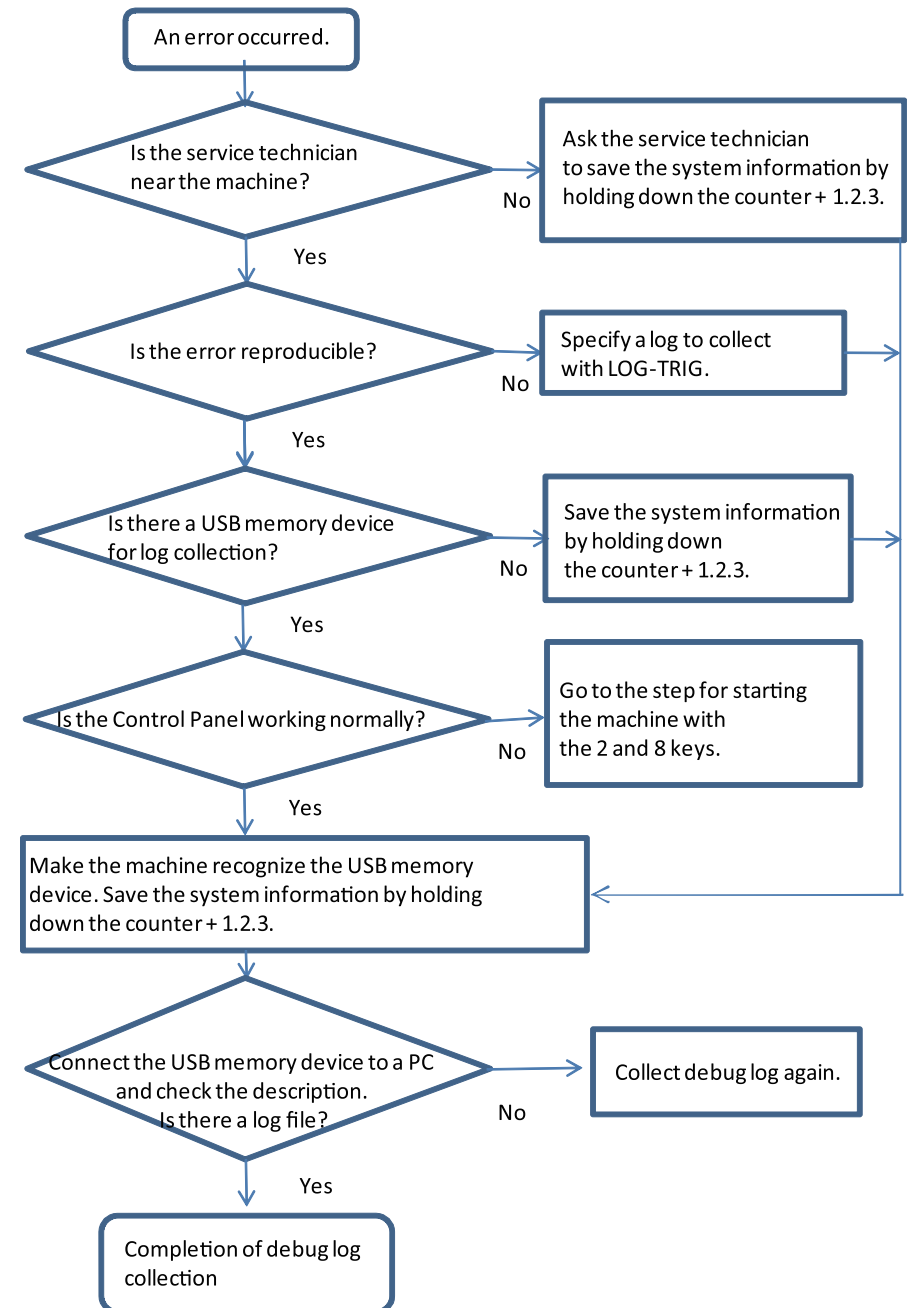 An error occurred.
Is the service technician
near the machine?
No
Ask the service technician
to save the system information by
holding down the counter + 1.2.3.
Yes
Is the error reproducible?
No
Specify a log to collect
with LOG-TRIG.
Yes
Is there a USB memory device
for log collection?
No
Save the system information
by holding down
the counter + 1.2.3.
Yes
Is the Control Panel working normally?
No
Go to the step for starting
the machine with
the 2 and 8 keys.
Yes
Make the machine recognize the USB memory
device. Save the system information by holding
down the counter + 1.2.3.
Connect the USB memory device to a PC
and check the description.
Is there a log file?
No
Collect debug log again.
Yes
Completion of debug log
collection